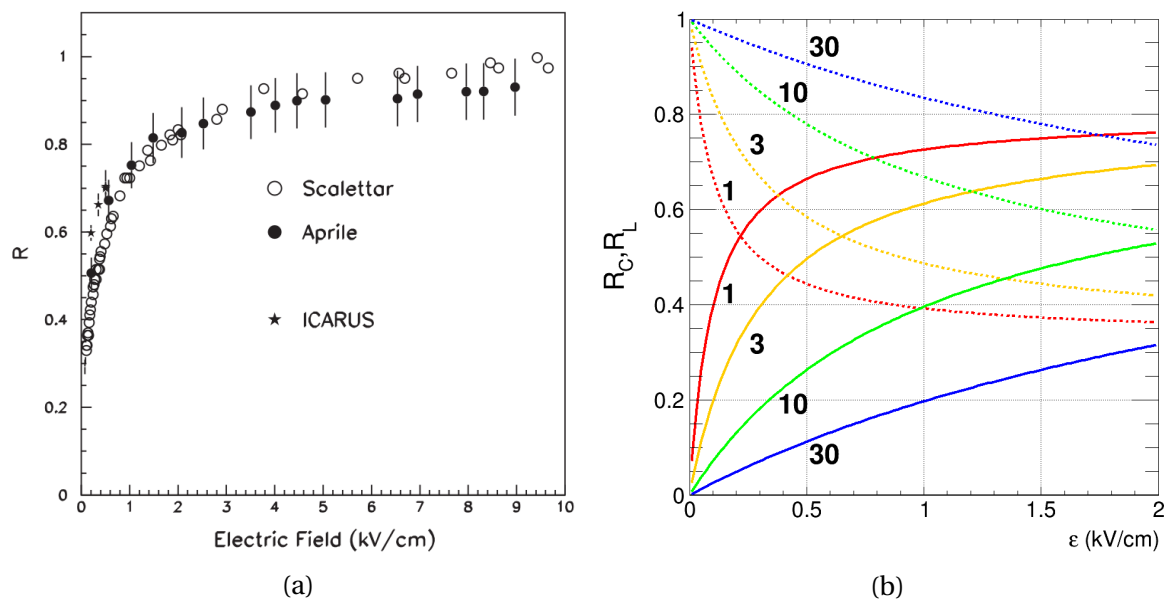 R
1
0.8
0.6
0.4
0.2
0
0 1 2 3 4 5 6 7 8 9 10
Electric Field (kV/cm)
Scalettar
Aprile
ICARUS
(a)
R_C,R_L
1
0.8
0.6
0.4
0.2
0
0 0.5 1 1.5 2
ε (kV/cm)
30
10
3
1
1
3
10
30
(b)